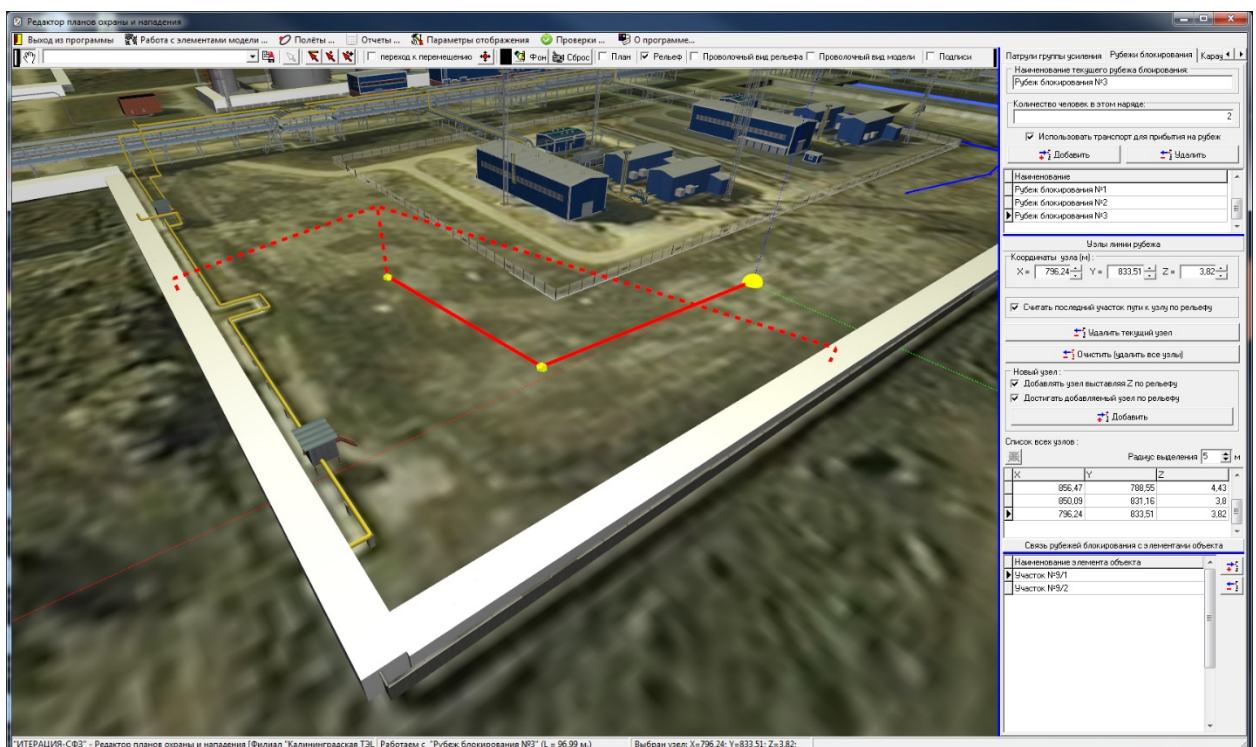 Редактор планов охраны и нападения
Выход из программы Работа с элементами модели ... Полёты ... Отчеты ... Параметры отображения Проверки ... О программе...
переход к перемещению Фон Сброс План Рельеф Проволочный вид рельефа Проволочный вид модели Подписи
Патрули группы усиления Рубежи блокирования Карау
Наименование текущего рубежа блокирования:
Рубеж блокирования №3
Количество человек в этом наряде:
2
Использовать транспорт для прибытия на рубеж
Добавить Удалить
Наименование
Рубеж блокирования №1
Рубеж блокирования №2
Рубеж блокирования №3
Узлы линии рубежа
Координаты узла (м) :
X = 796,24 Y = 833,51 Z = 3,82
Считать последний участок пути к узлу по рельефу
Удалить текущий узел
Очистить (удалить все узлы)
Новый узел :
Добавлять узел выставляя Z по рельефу
Достигать добавляемый узел по рельефу
Добавить
Список всех узлов :
Радиус выделения 5 м
X Y Z
856,47 788,55 4,43
850,09 831,16 3,8
796,24 833,51 3,82
Связь рубежей блокирования с элементами объекта
Наименование элемента объекта
Участок №9/1
Участок №9/2
"ИТЕРАЦИЯ-СФЗ" - Редактор планов охраны и нападения [Филиал "Калининградская ТЭЦ Работаем с "Рубеж блокирования №3" (L = 96,99 м.) Выбран узел: X=796,24; Y=833,51; Z=3,82;